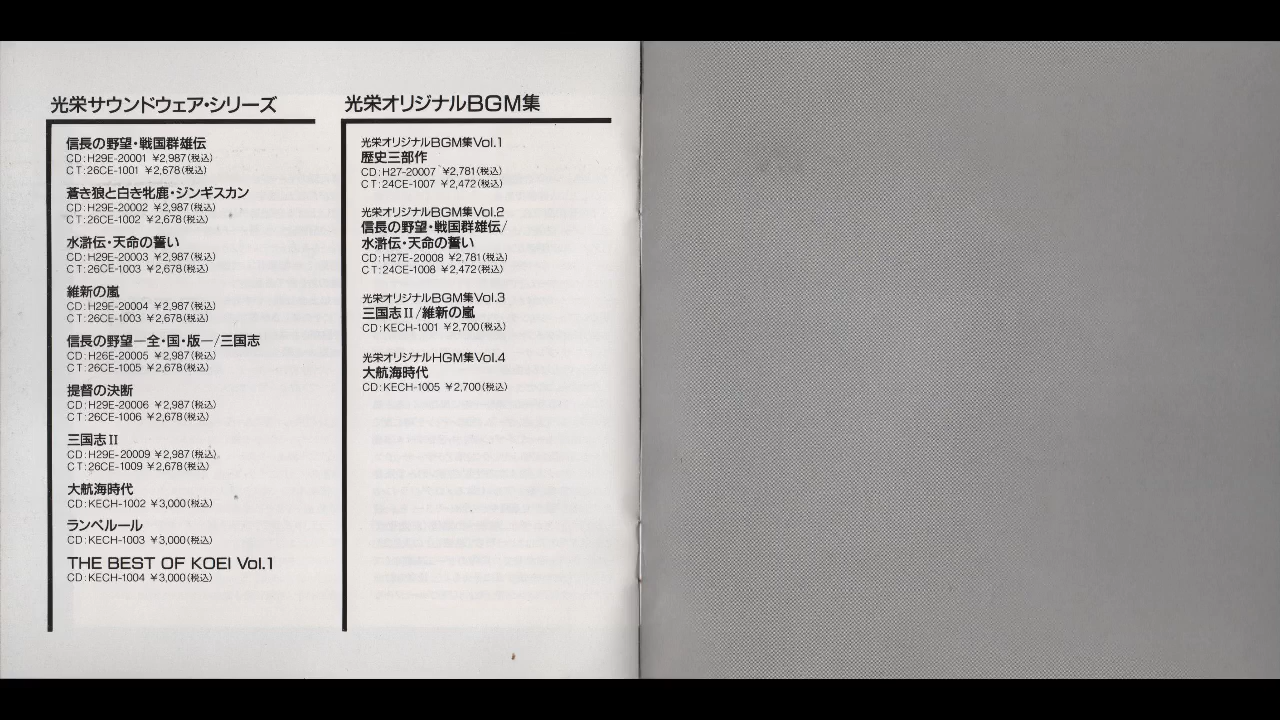 光栄サウンドウェア・シリーズ
信長の野望・戦国群雄伝
CD:H29E-20001 ¥2,987(税込)
CT:26CE-1001 ¥2,678(税込)
蒼き狼と白き牝鹿・ジンギスカン
CD:H29E-20002 ¥2,987(税込)
CT:26CE-1002 ¥2,678(税込)
水滸伝・天命の誓い
CD:H29E-20003 ¥2,987(税込)
CT:26CE-1003 ¥2,678(税込)
維新の嵐
CD:H29E-20004 ¥2,987(税込)
CT:26CE-1003 ¥2,678(税込)
信長の野望―全・国・版―/三国志
CD:H26E-20005 ¥2,987(税込)
CT:26CE-1005 ¥2,678(税込)
提督の決断
CD:H29E-20006 ¥2,987(税込)
CT:26CE-1006 ¥2,678(税込)
三国志Ⅱ
CD:H29E-20009 ¥2,987(税込)
CT:26CE-1009 ¥2,678(税込)
大航海時代
CD:KECH-1002 ¥3,000(税込)
ランペルール
CD:KECH-1003 ¥3,000(税込)
THE BEST OF KOEI Vol.1
CD:KECH-1004 ¥3,000(税込)
光栄オリジナルBGM集
光栄オリジナルBGM集Vol.1
歴史三部作
CD:H27-20007 ¥2,781(税込)
CT:24CE-1007 ¥2,472(税込)
光栄オリジナルBGM集Vol.2
信長の野望・戦国群雄伝/
水滸伝・天命の誓い
CD:H27E-20008 ¥2,781(税込)
CT:24CE-1008 ¥2,472(税込)
光栄オリジナルBGM集Vol.3
三国志Ⅱ/維新の嵐
CD:KECH-1001 ¥2,700(税込)
光栄オリジナルHGM集Vol.4
大航海時代
CD:KECH-1005 ¥2,700(税込)